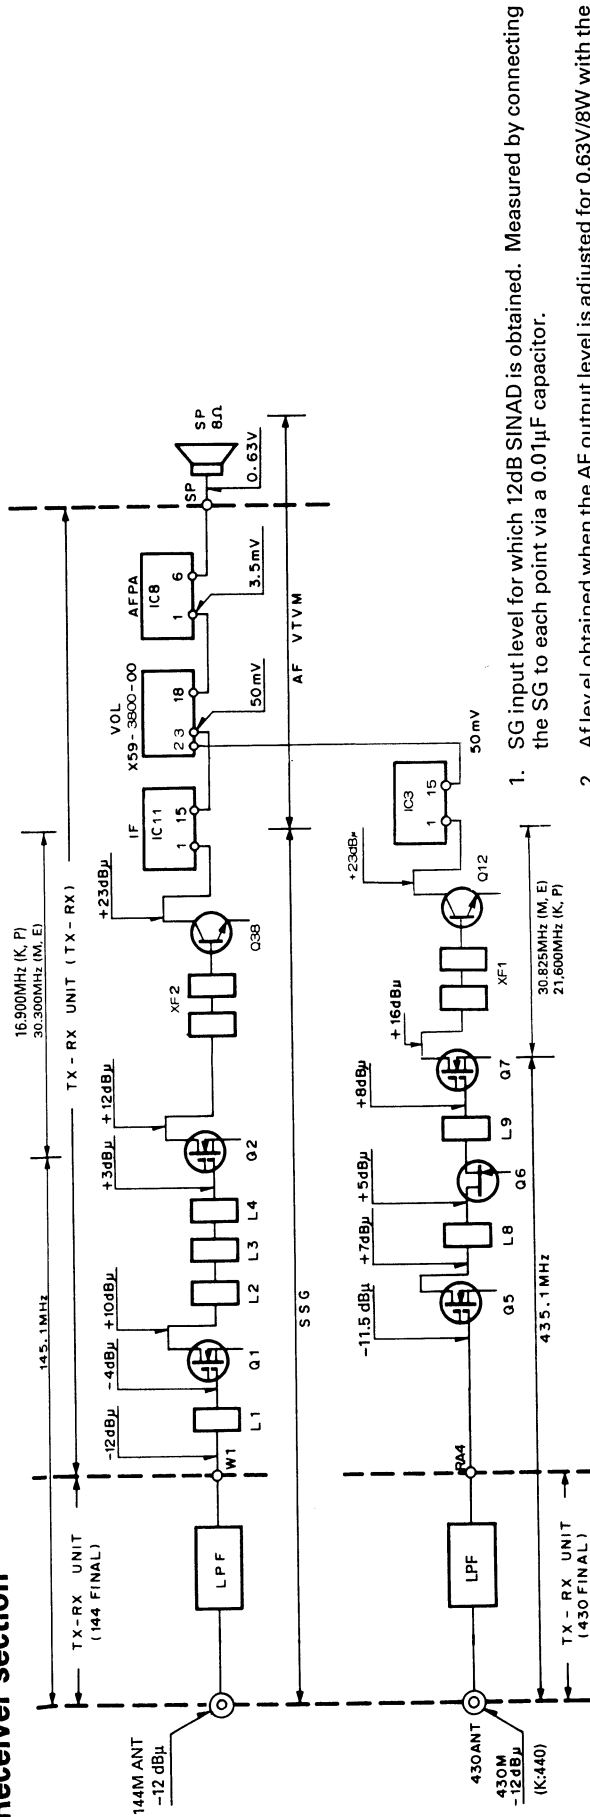 Receiver section
16.900MHz (K, P)
30.300MHz (M, E)
145.1MHz
TX-RX UNIT
(144 FINAL)
TX-RX UNIT (TX-RX)
144M ANT
-12 dBμ
LPF
W1
-12dBμ
L1
-4dBμ
Q1
+10dBμ
L2
L3
L4
+3dBμ
Q2
+12dBμ
XF2
Q38
+23dBμ
IF
IC11
1
15
VOL
X59-3800-00
2
3
18
50mV
AFPA
IC8
1
6
3.5mV
SP
0.63V
SP
8Ω
SSG
AF VTVM
430ANT
430M
-12dBμ
(K:440)
LPF
RA4
-11.5dBμ
Q5
+7dBμ
L8
+5dBμ
Q6
L9
+8dBμ
Q7
+16dBμ
XF1
Q12
+23dBμ
IC3
1
15
50mV
435.1MHz
30.825MHz (M, E)
21,600MHz (K, P)
TX-RX UNIT
(430 FINAL)
1. SG input level for which 12dB SINAD is obtained. Measured by connecting
the SG to each point via a 0.01μF capacitor.
2. Af level obtained when the AF output level is adjusted for 0.63V/8W with the